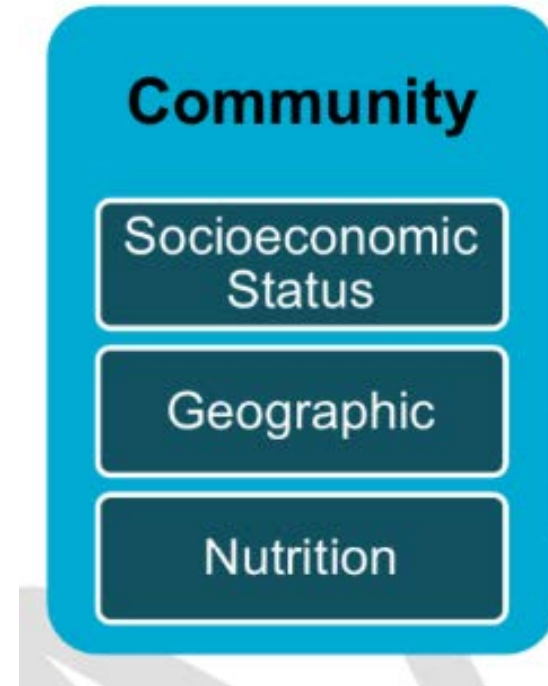 Community
Socioeconomic
Status
Geographic
Nutrition